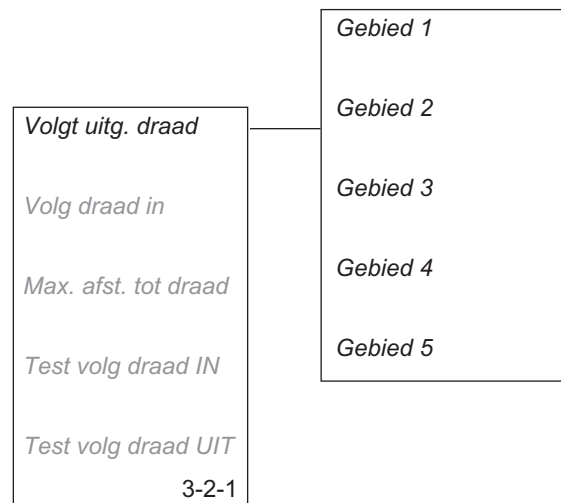 Volgt uitg. draad
Volg draad in
Max. afst. tot draad
Test volg draad IN
Test volg draad UIT
3-2-1
Gebied 1
Gebied 2
Gebied 3
Gebied 4
Gebied 5